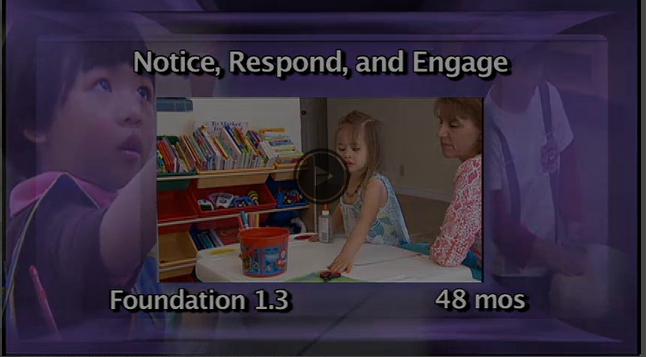 Notice, Respond, and Engage
Foundation 1.3
48 mos